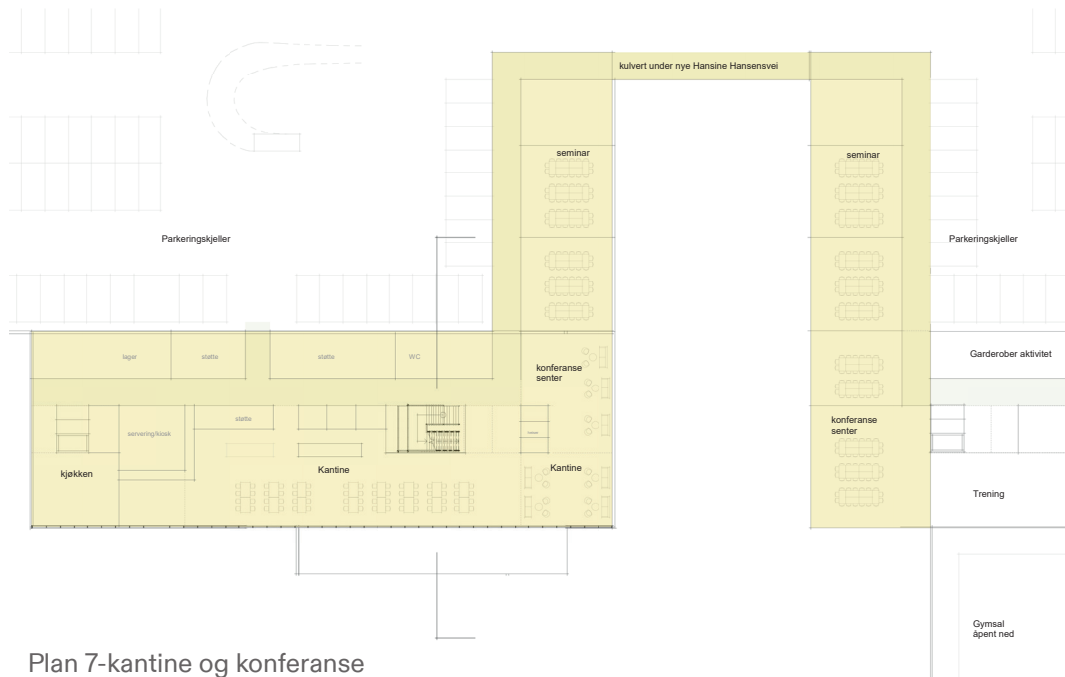 kulvert under nye Hansine Hansensvei
seminar
seminar
Parkeringskjeller
Parkeringskjeller
lager
støtte
støtte
WC
konferanse
senter
Garderober aktivitet
servering/kiosk
støtte
konferanse
senter
kjøkken
Kantine
Kantine
Trening
Gymsal
åpent ned
Plan 7-kantine og konferanse